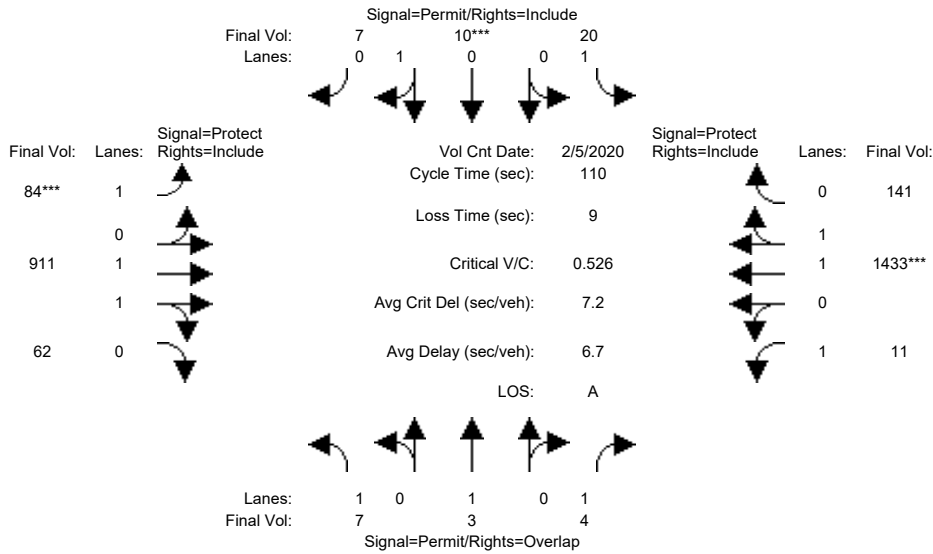 Signal=Permit/Rights=Include
Final Vol: 7 10*** 20
Lanes: 0 1 0 0 1
Signal=Protect
Final Vol: Lanes: Rights=Include
Vol Cnt Date: 2/5/2020
Signal=Protect
Rights=Include Lanes: Final Vol:
Cycle Time (sec): 110
84*** 1
0 141
Loss Time (sec): 9
0
1
911 1
Critical V/C: 0.526
1 1433***
1
Avg Crit Del (sec/veh): 7.2
0
62 0
Avg Delay (sec/veh): 6.7
1 11
LOS: A
Lanes: 1 0 1 0 1
Final Vol: 7 3 4
Signal=Permit/Rights=Overlap